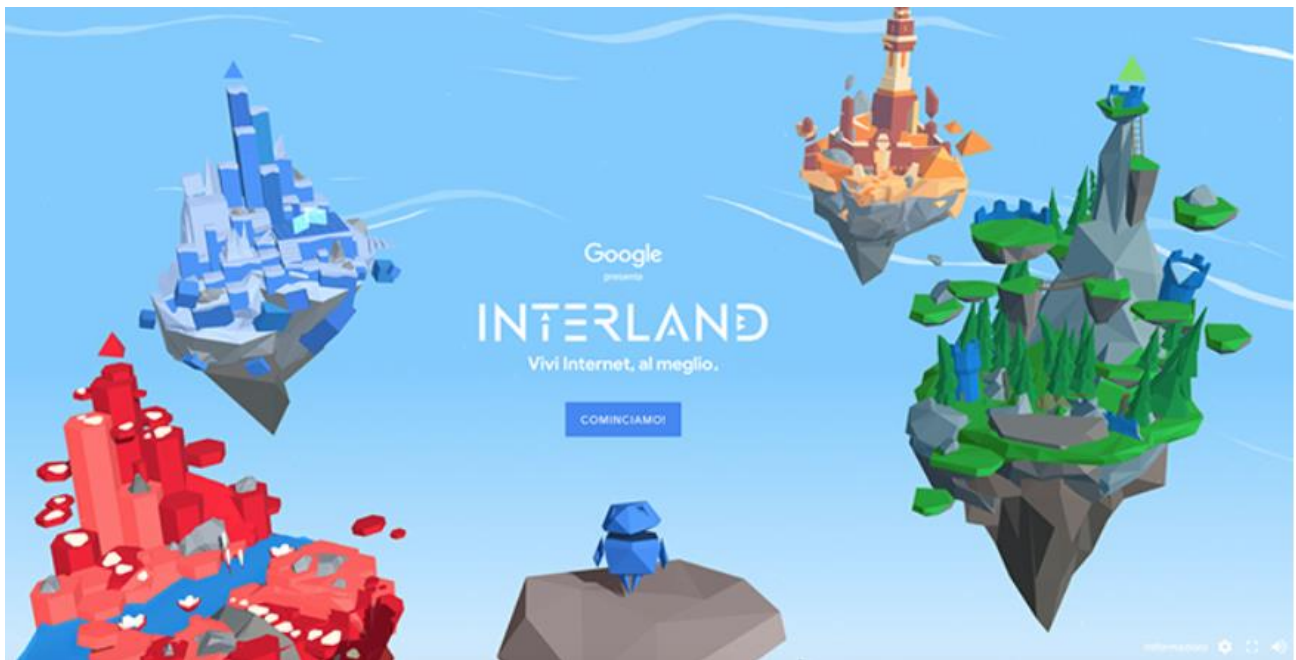 Google
presenta
INTERLAND
Vivi Internet, al meglio.
COMINCIAMO!